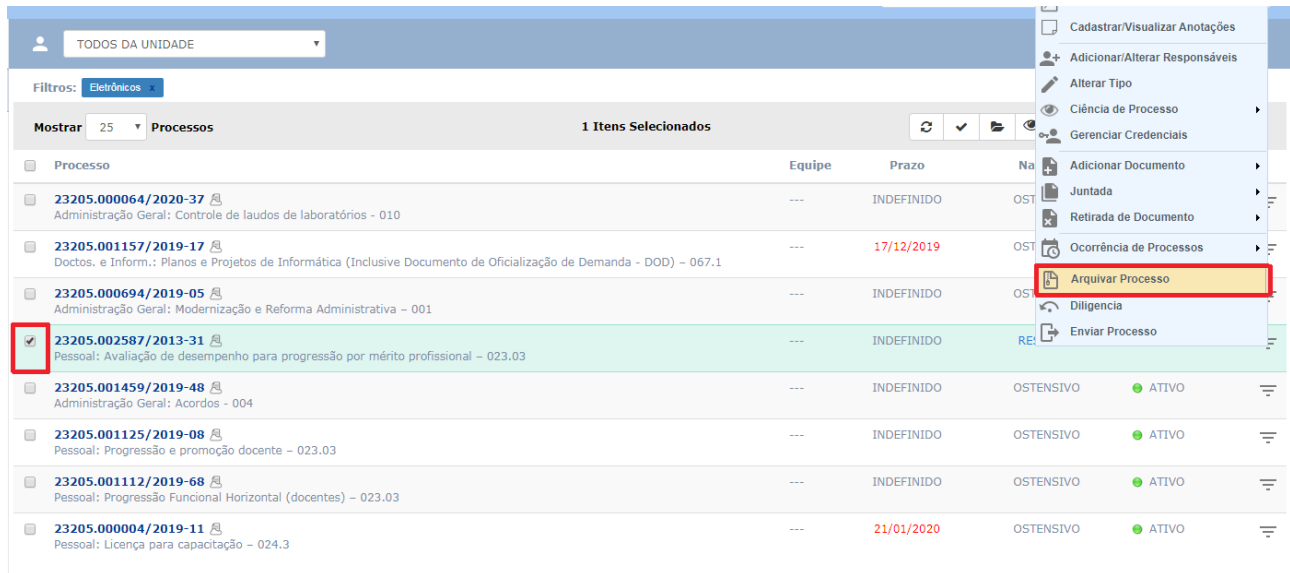 TODOS DA UNIDADE
Filtros: Eletrônicos x
Mostrar 25 Processos 1 Itens Selecionados
Processo Equipe Prazo Na
23205.000064/2020-37 --- INDEFINIDO OST
Administração Geral: Controle de laudos de laboratórios - 010
23205.001157/2019-17 --- 17/12/2019 OST
Doctos. e Inform.: Planos e Projetos de Informática (Inclusive Documento de Oficialização de Demanda - DOD) – 067.1
23205.000694/2019-05 --- INDEFINIDO OST
Administração Geral: Modernização e Reforma Administrativa – 001
23205.002587/2013-31 --- INDEFINIDO RES
Pessoal: Avaliação de desempenho para progressão por mérito profissional – 023.03
23205.001459/2019-48 --- INDEFINIDO OSTENSIVO ATIVO
Administração Geral: Acordos - 004
23205.001125/2019-08 --- INDEFINIDO OSTENSIVO ATIVO
Pessoal: Progressão e promoção docente – 023.03
23205.001112/2019-68 --- INDEFINIDO OSTENSIVO ATIVO
Pessoal: Progressão Funcional Horizontal (docentes) – 023.03
23205.000004/2019-11 --- 21/01/2020 OSTENSIVO ATIVO
Pessoal: Licença para capacitação – 024.3
Cadastrar/Visualizar Anotações
Adicionar/Alterar Responsáveis
Alterar Tipo
Ciência de Processo
Gerenciar Credenciais
Adicionar Documento
Juntada
Retirada de Documento
Ocorrência de Processos
Arquivar Processo
Diligencia
Enviar Processo